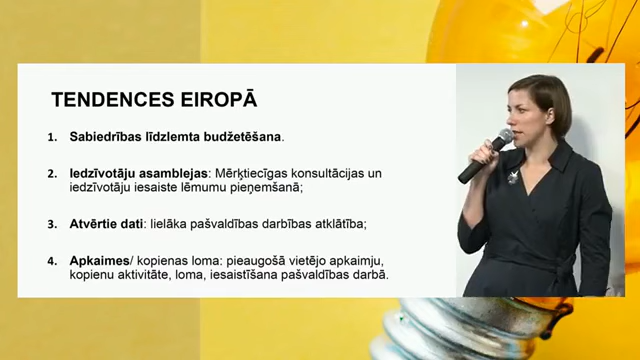 TENDENCES EIROPĀ
1. Sabiedrības līdzlemta budžetēšana.
2. Iedzīvotāju asamblejas: Mērķtiecīgas konsultācijas un
iedzīvotāju iesaiste lēmumu pieņemšanā;
3. Atvērtie dati: lielāka pašvaldības darbības atklātība;
4. Apkaimes/ kopienas loma: pieaugošā vietējo apkaimju,
kopienu aktivitāte, loma, iesaistīšana pašvaldības darbā.